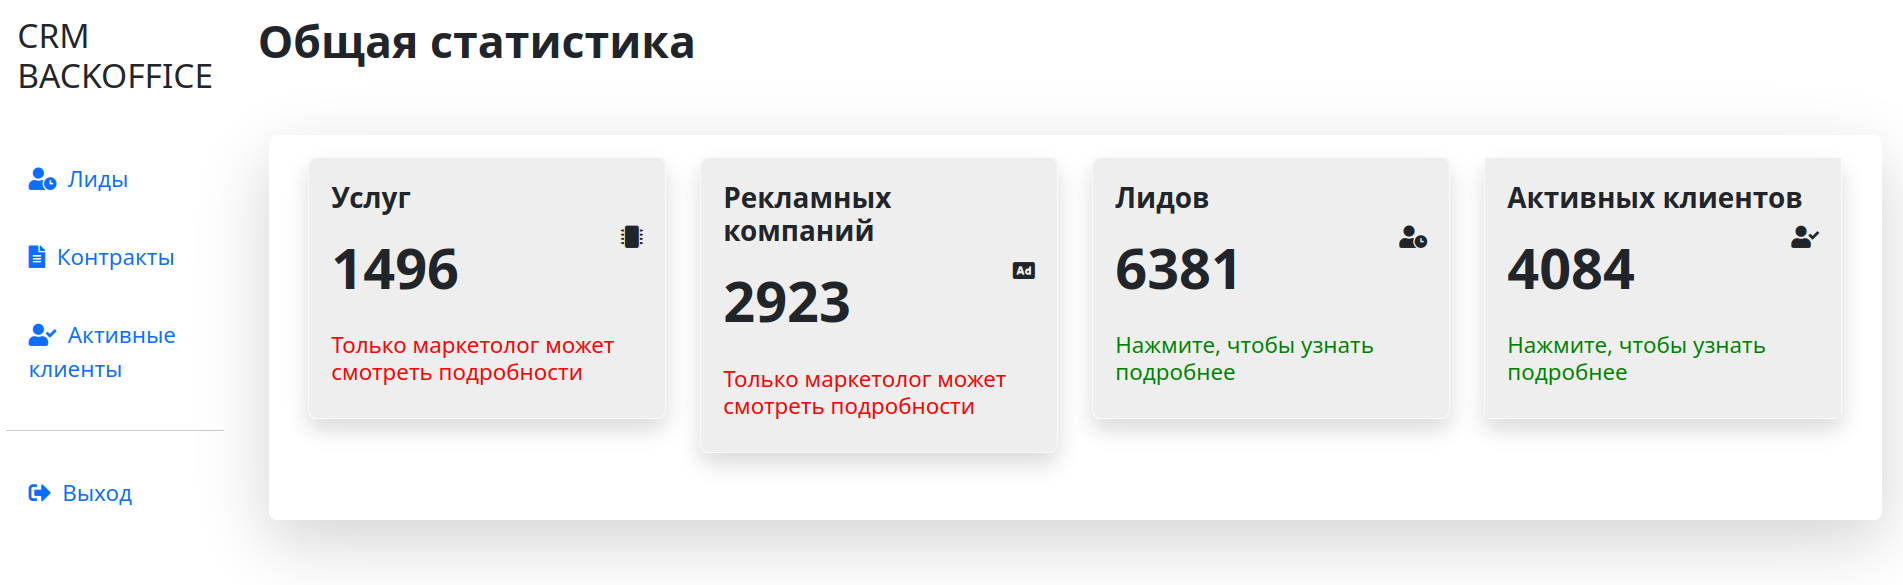 CRM
BACKOFFICE
Лиды
Контракты
Активные
клиенты
Выход
Общая статистика
Услуг
1496
Только маркетолог может
смотреть подробности
Рекламных
компаний
Ad
2923
Только маркетолог может
смотреть подробности
Лидов
6381
Нажмите, чтобы узнать
подробнее
Активных клиентов
4084
Нажмите, чтобы узнать
подробнее